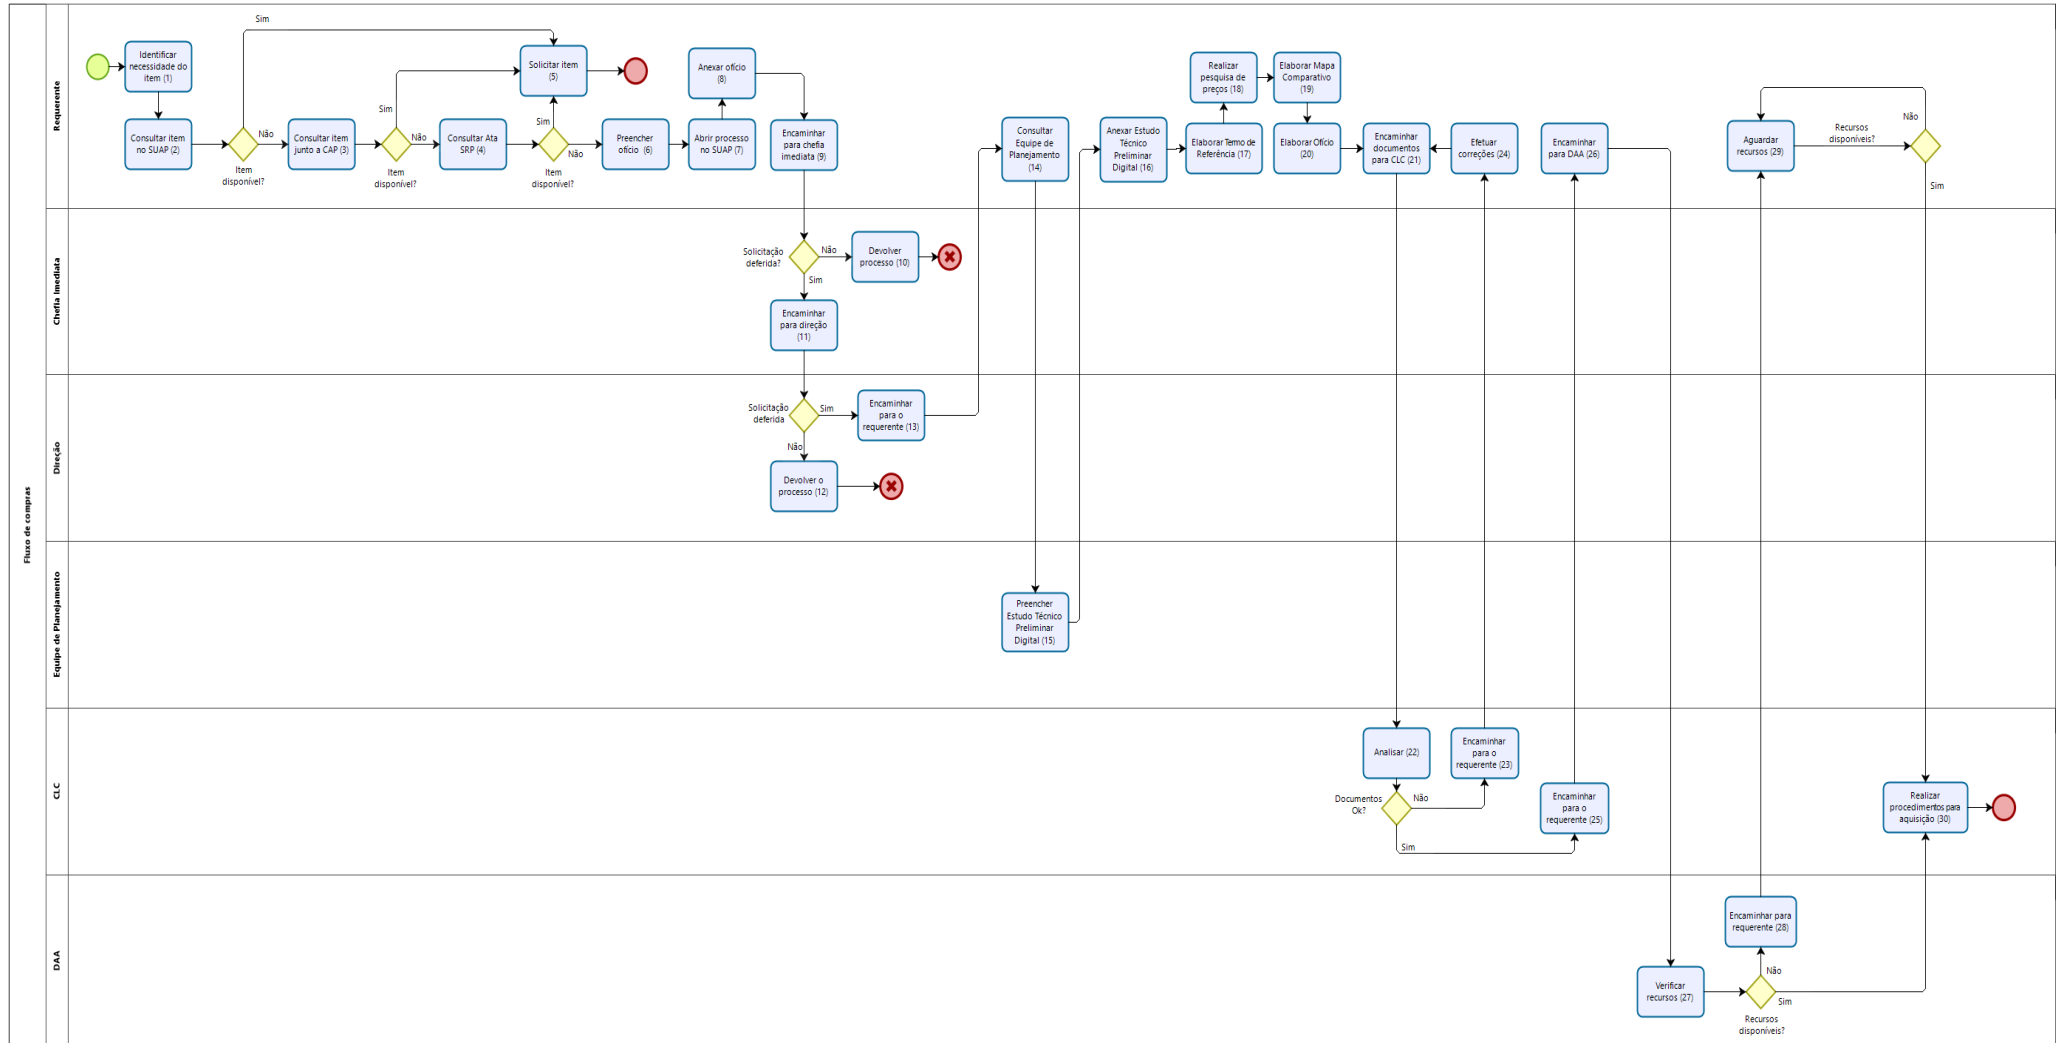 Fluxo de compras
Requerente
Identificar
necessidade do
item (1)
Consultar item
no SUAP (2)
Sim
Não
Item
disponível?
Consultar item
junto a CAP (3)
Sim
Não
Item
disponível?
Consultar Ata
SRP (4)
Solicitar item
(5)
Sim
Não
Item
disponível?
Preencher
ofício (6)
Abrir processo
no SUAP (7)
Anexar ofício
(8)
Encaminhar
para chefia
imediata (9)
Consultar
Equipe de
Planejamento
(14)
Anexar Estudo
Técnico
Preliminar
Digital (16)
Elaborar Termo de
Referência (17)
Realizar
pesquisa de
preços (18)
Elaborar Mapa
Comparativo
(19)
Elaborar Ofício
(20)
Encaminhar
documentos
para CLC (21)
Efetuar
correções (24)
Encaminhar
para DAA (26)
Aguardar
recursos (29)
Recursos
disponíveis?
Não
Sim
Chefia Imediata
Solicitação
deferida?
Não
Sim
Devolver
processo (10)
Encaminhar
para direção
(11)
Direção
Solicitação
deferida
Sim
Não
Encaminhar
para o
requerente (13)
Devolver o
processo (12)
Equipe de Planejamento
Preencher
Estudo Técnico
Preliminar
Digital (15)
CLC
Analisar (22)
Documentos
Ok?
Não
Sim
Encaminhar
para o
requerente (23)
Encaminhar
para o
requerente (25)
Realizar
procedimentos para
aquisição (30)
DAA
Verificar
recursos (27)
Encaminhar para
requerente (28)
Não
Sim
Recursos
disponíveis?